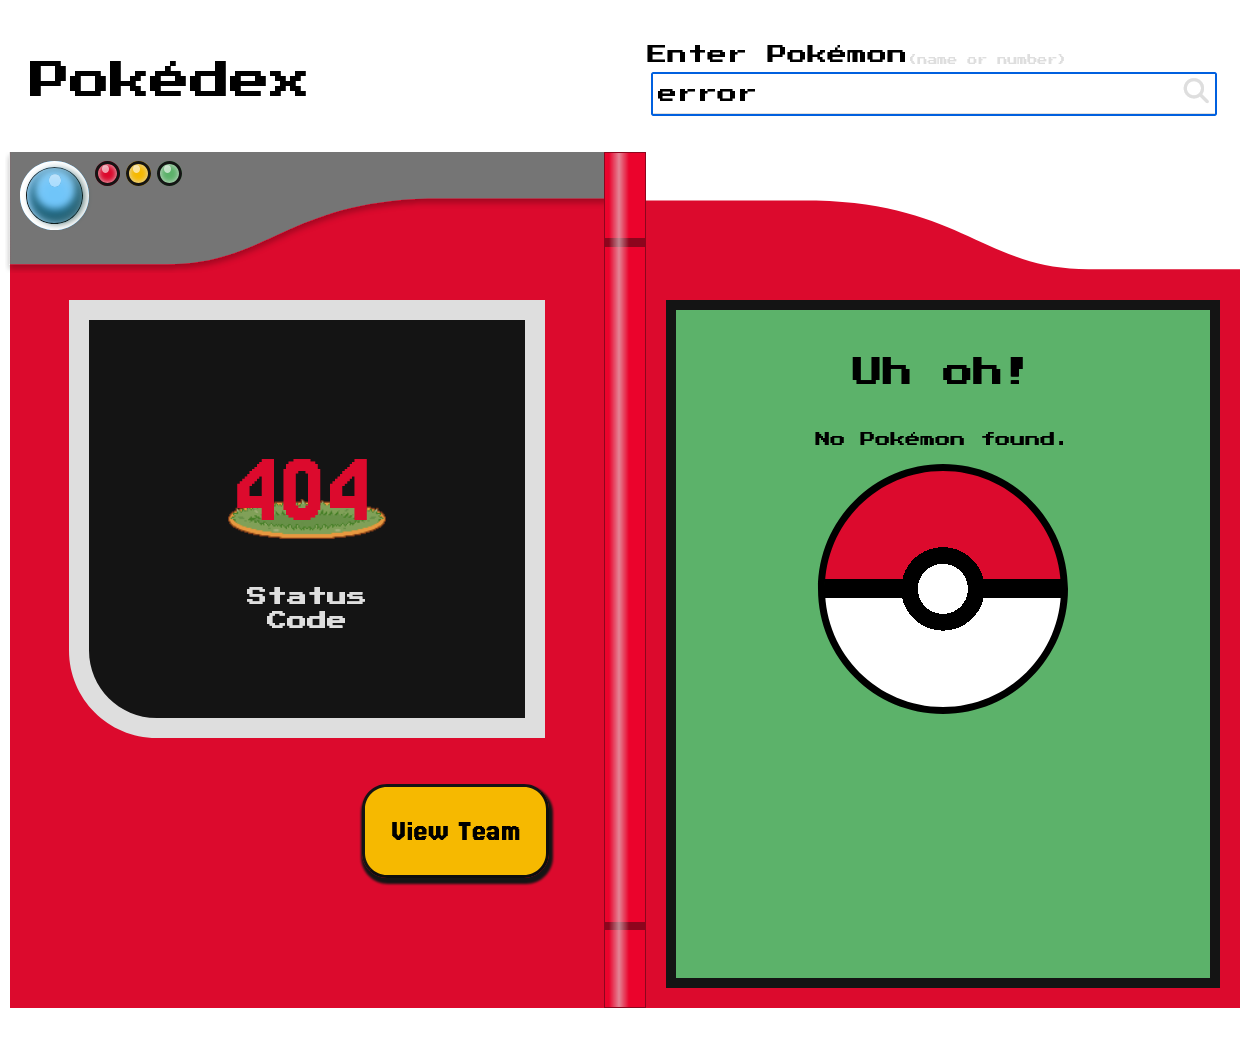 Pokédex
Enter Pokémon (name or number)
error
404
Status
Code
View Team
Uh oh!
No Pokémon found.